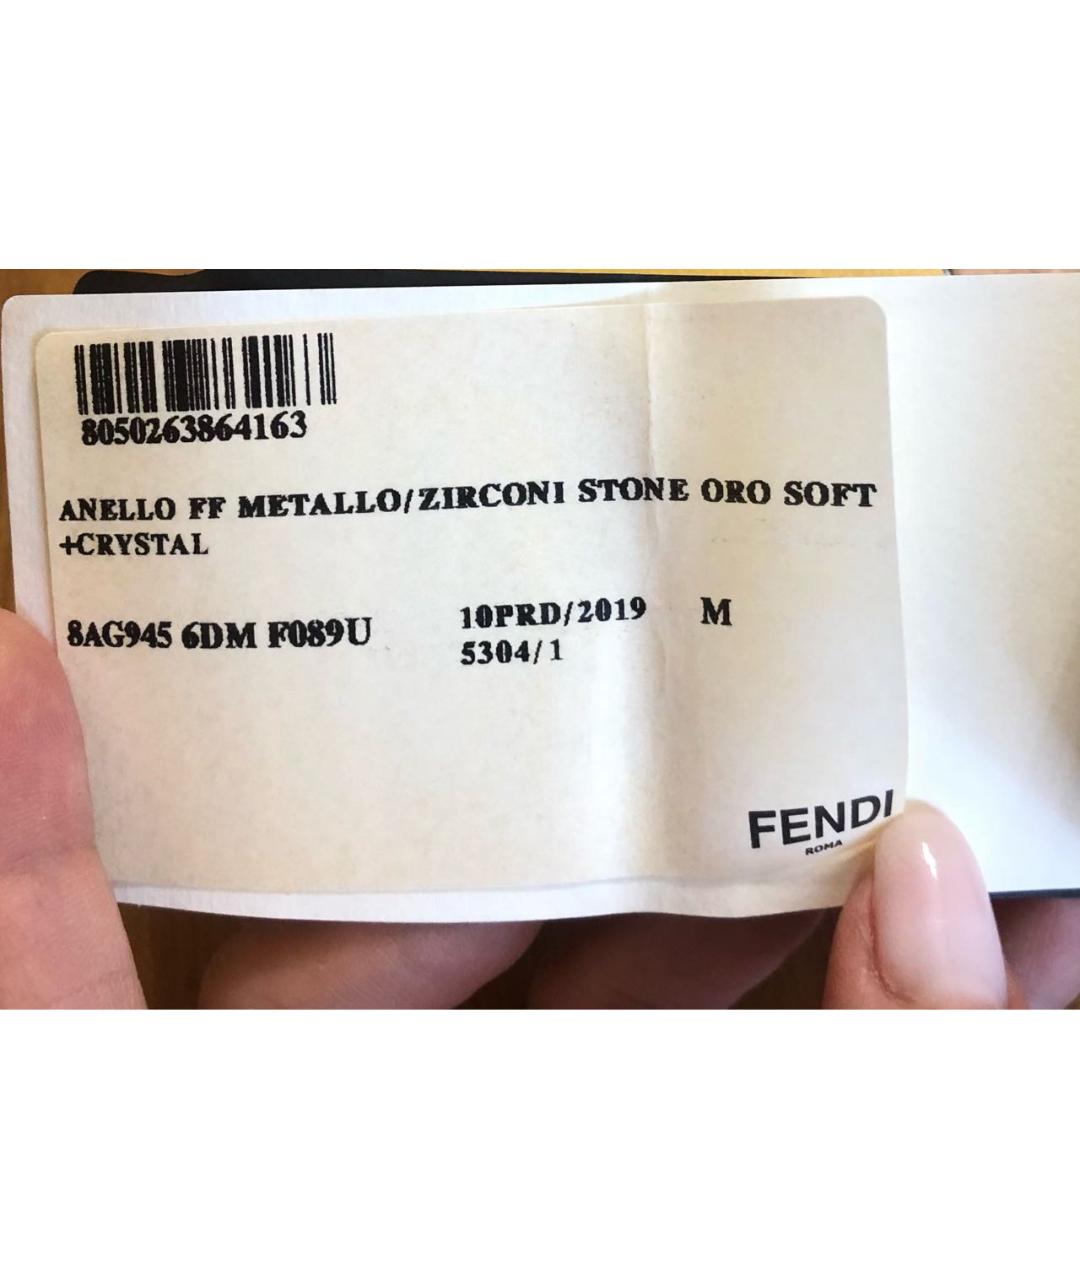 8050263864163
ANELLO FF METALLO/ZIRCONI STONE ORO SOFT
+CRYSTAL
8AG945 6DM F089U 10PRD/2019 M
5304/1
FENDI
ROMA